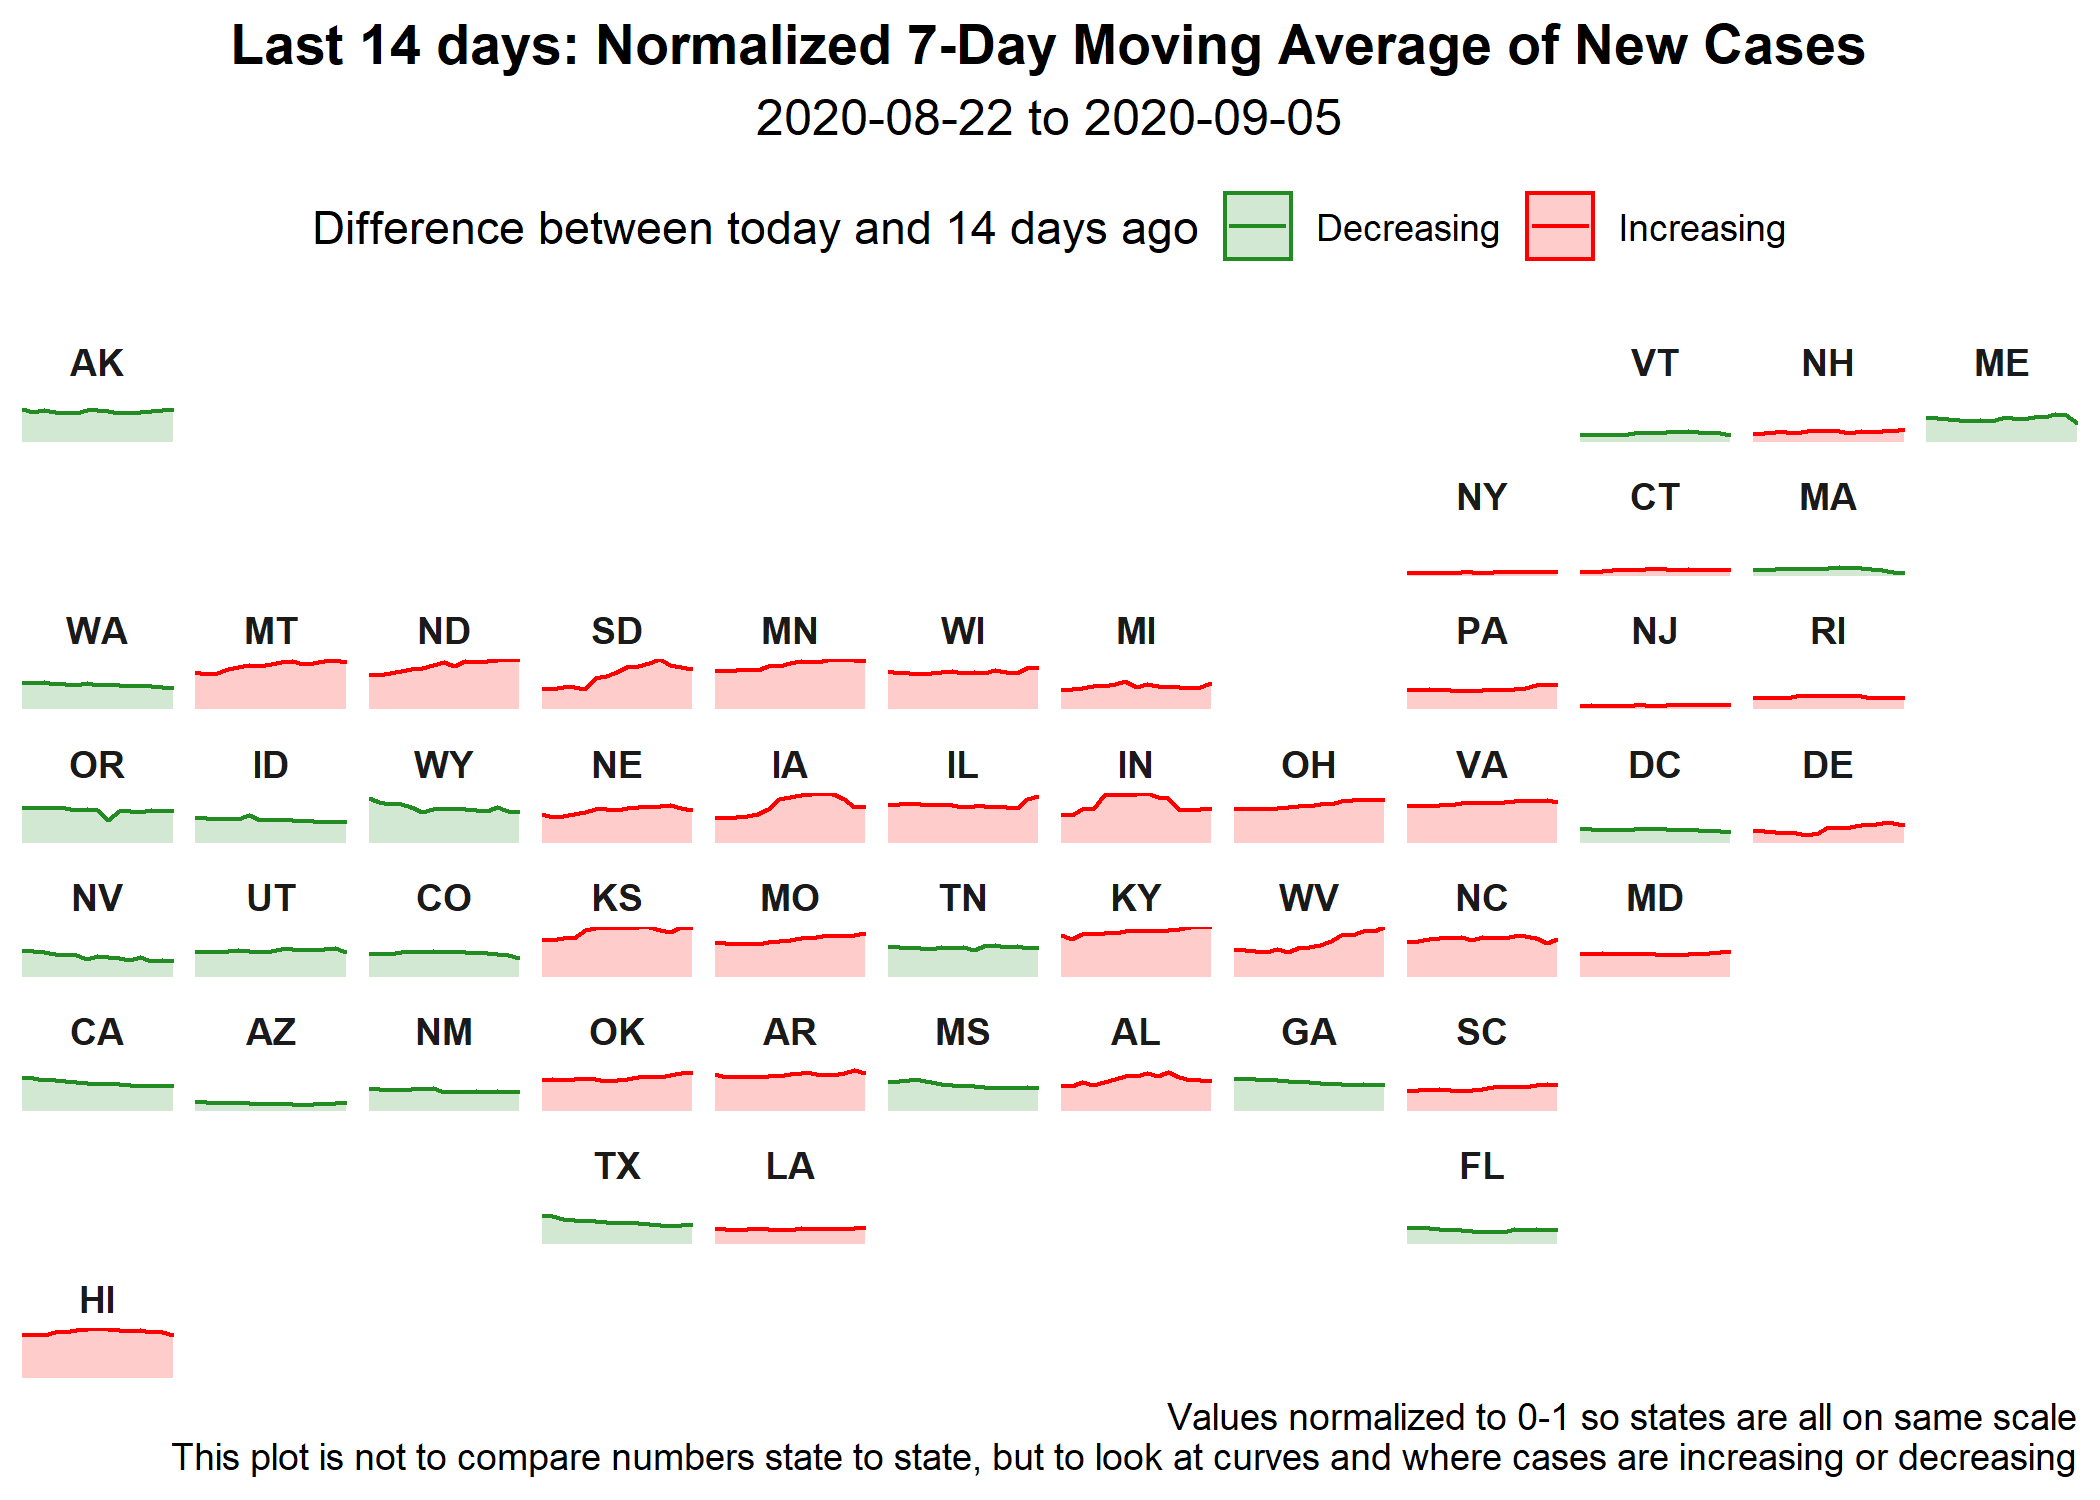 Last 14 days: Normalized 7-Day Moving Average of New Cases
2020-08-22 to 2020-09-05
Difference between today and 14 days ago Decreasing Increasing
AK VT NH ME
NY CT MA
WA MT ND SD MN WI MI PA NJ RI
OR ID WY NE IA IL IN OH VA DC DE
NV UT CO KS MO TN KY WV NC MD
CA AZ NM OK AR MS AL GA SC
TX LA FL
HI
Values normalized to 0-1 so states are all on same scale
This plot is not to compare numbers state to state, but to look at curves and where cases are increasing or decreasing